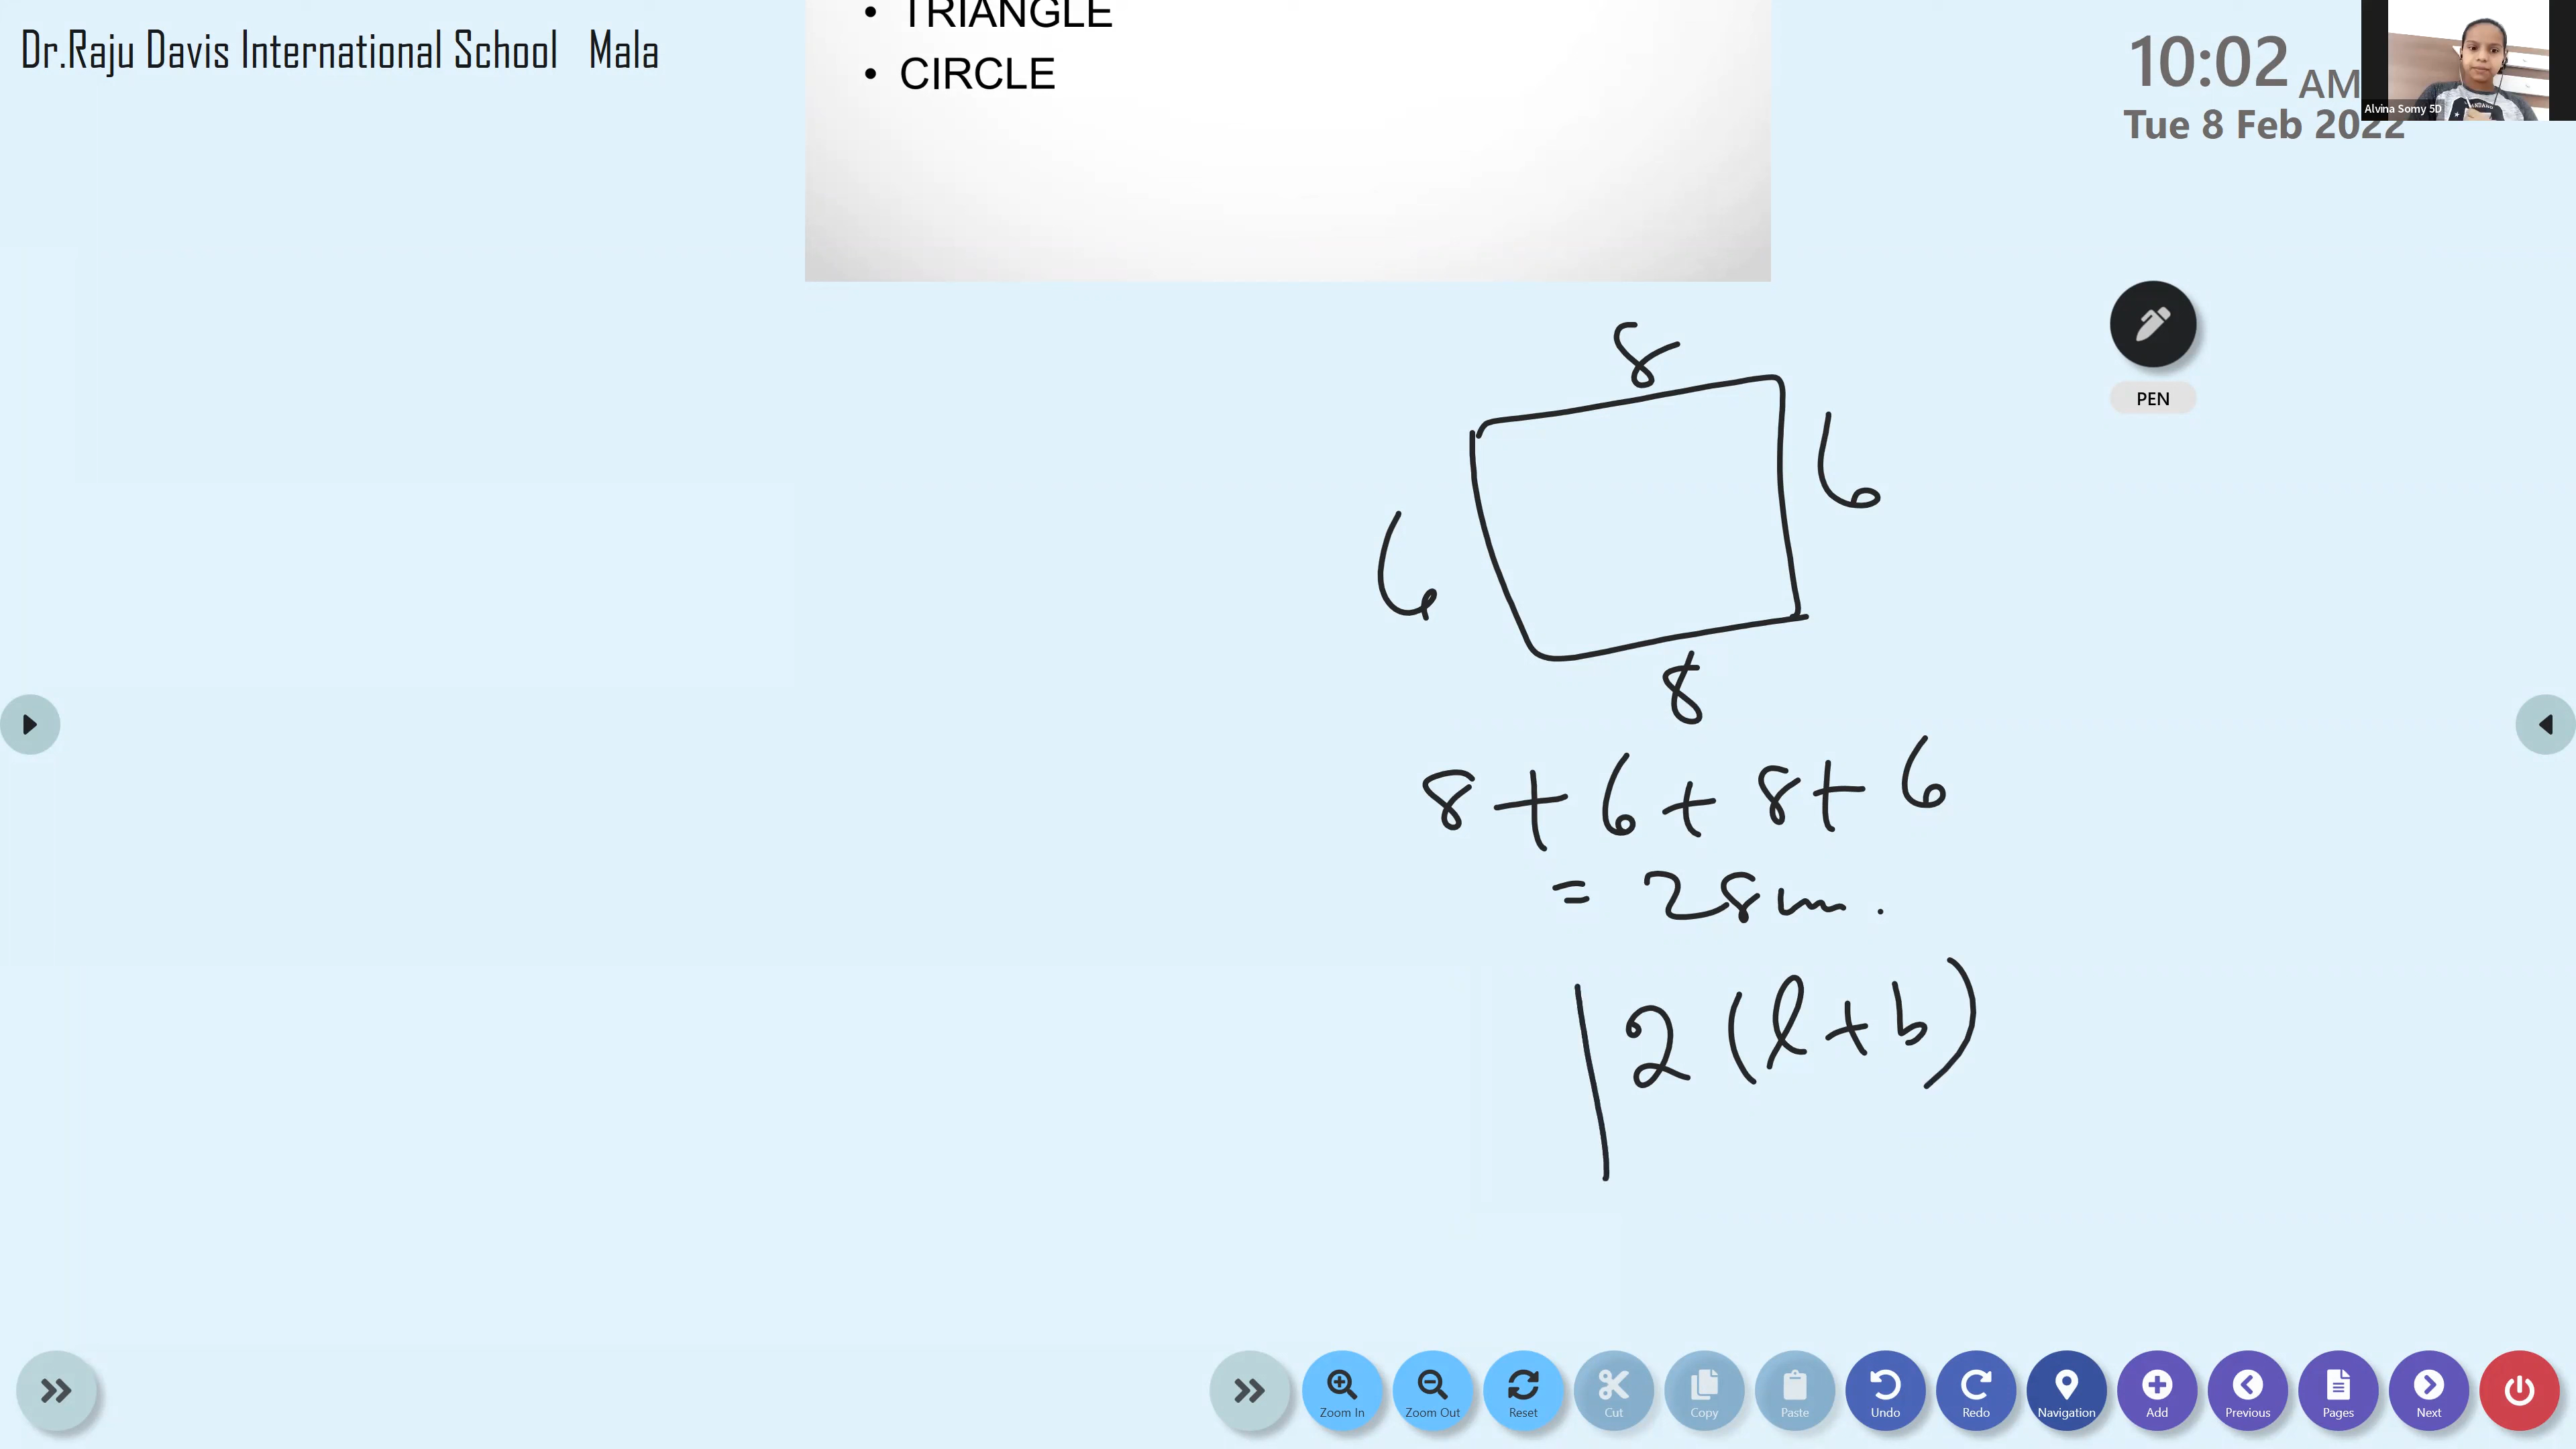 Dr.Raju Davis International School Mala
• TRIANGLE
• CIRCLE
10:02 AM
Tue 8 Feb 2022
Alvina Somy 5D
PEN
8
6
6
8
8 + 6 + 8 + 6
= 28 cm.
2 (l + b)
Zoom In
Zoom Out
Reset
Cut
Copy
Paste
Undo
Redo
Navigation
Add
Previous
Pages
Next